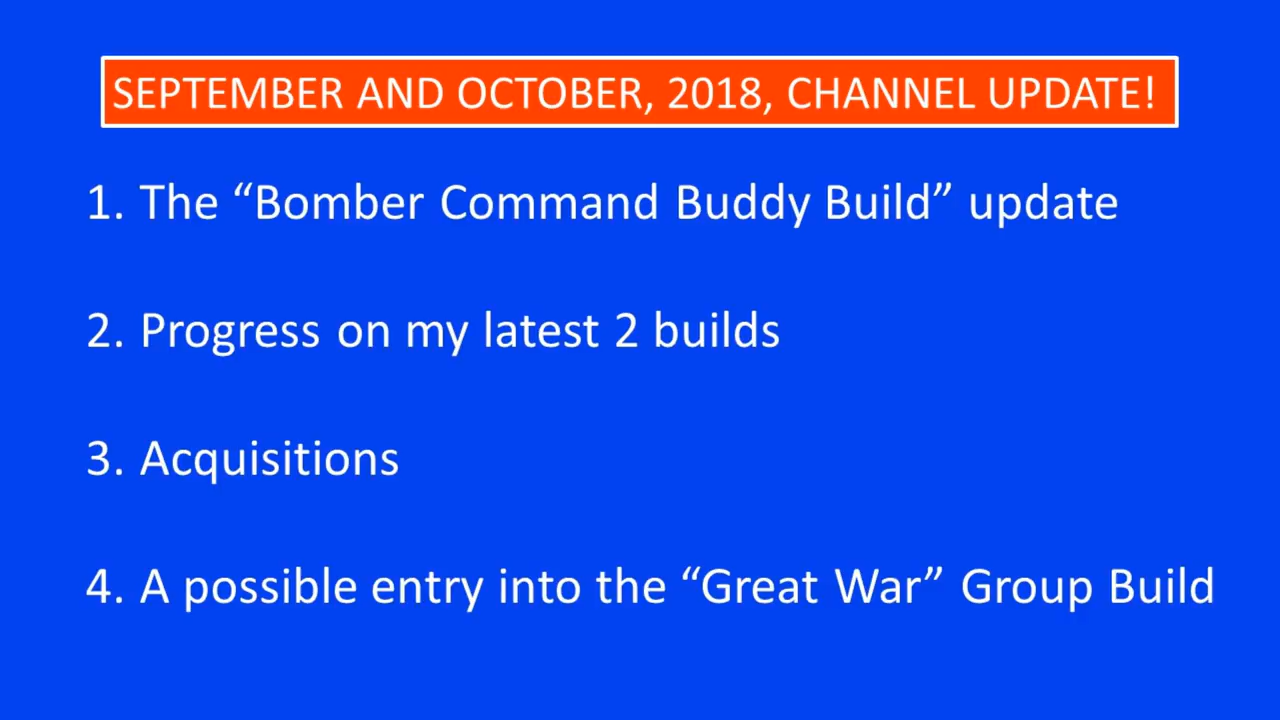 SEPTEMBER AND OCTOBER, 2018, CHANNEL UPDATE!
1. The “Bomber Command Buddy Build” update
2. Progress on my latest 2 builds
3. Acquisitions
4. A possible entry into the “Great War” Group Build